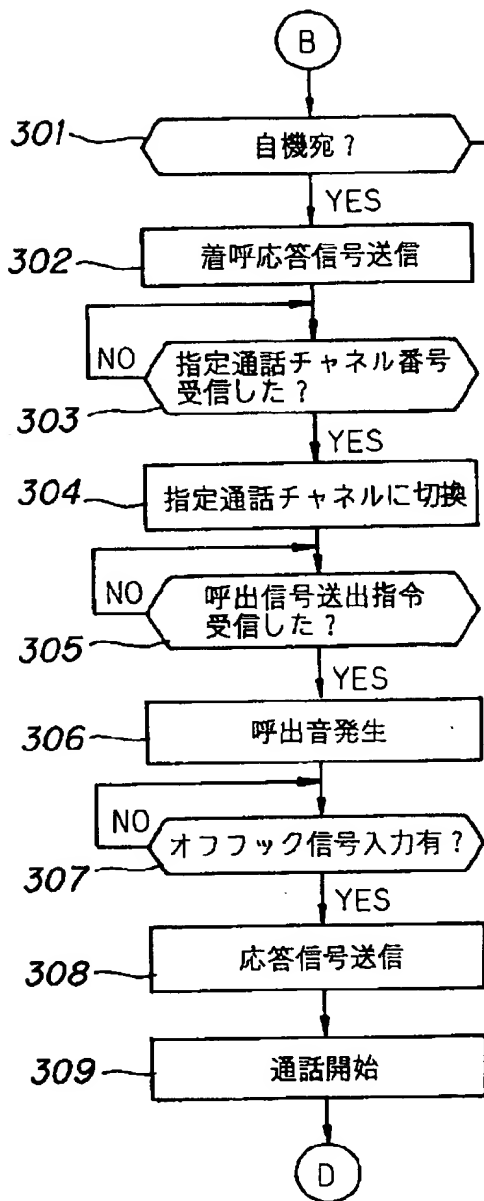 B
301
自機宛？
YES
302
着呼応答信号送信
NO
指定通話チャネル番号
受信した？
303
YES
304
指定通話チャネルに切換
NO
呼出信号送出指令
受信した？
305
YES
306
呼出音発生
NO
オフフック信号入力有？
307
YES
308
応答信号送信
309
通話開始
D